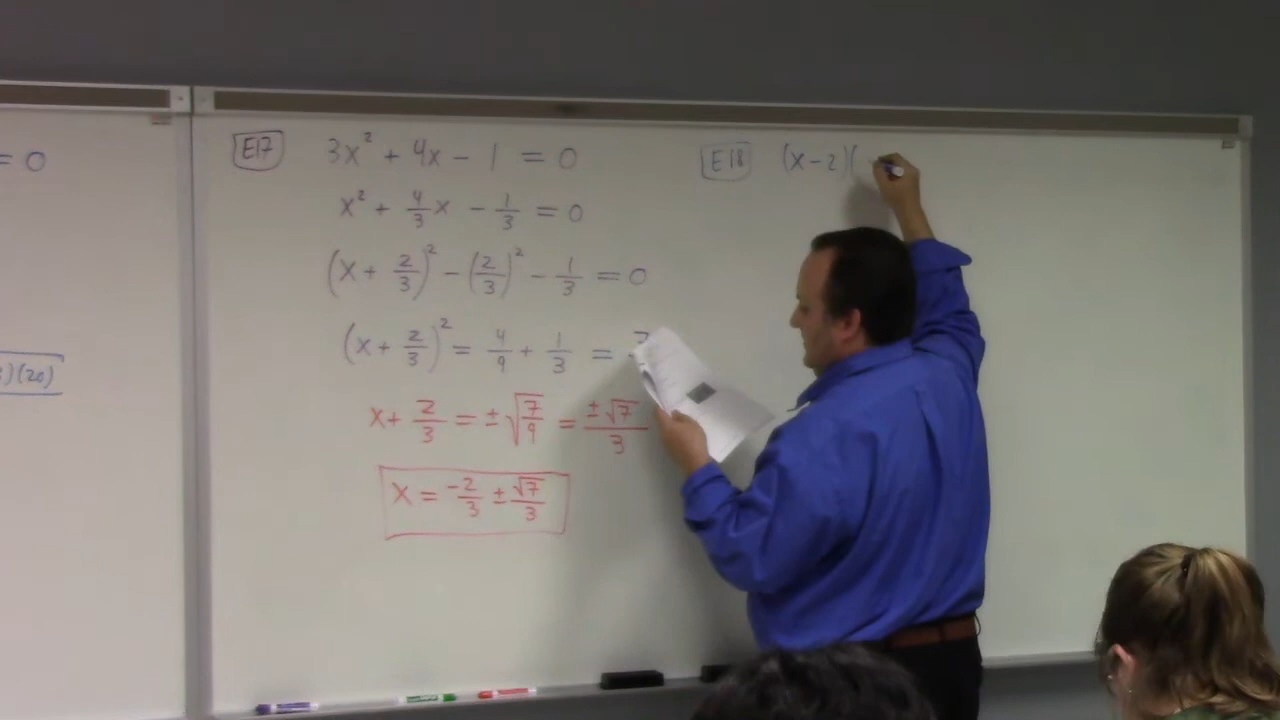 = 0
)(20)
E17 3x² + 4x - 1 = 0
x² + 4/3 x - 1/3 = 0
(x + 2/3)² - (2/3)² - 1/3 = 0
(x + 2/3)² = 4/9 + 1/3 =
x + 2/3 = ±√(7/9) = ±√7/3
x = -2/3 ± √7/3
E18 (x-2)(